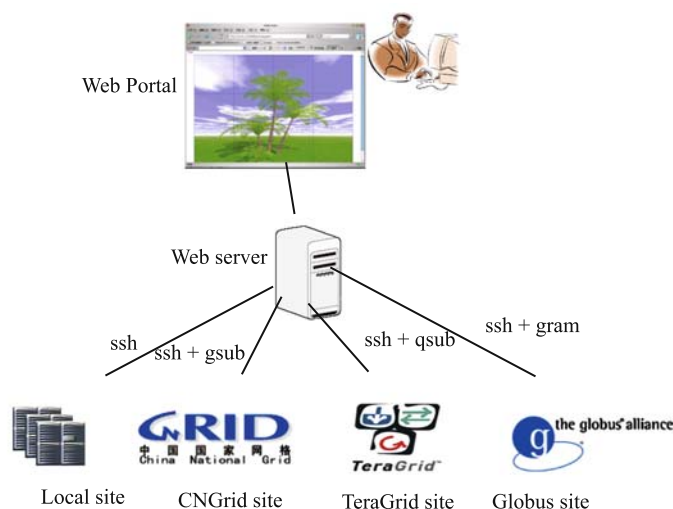 Web Portal
Web server
ssh
ssh + gsub
ssh + qsub
ssh + gram
GRID
中国国家网格
China National Grid
TeraGrid™
g
the globus® alliance
Local site
CNGrid site
TeraGrid site
Globus site